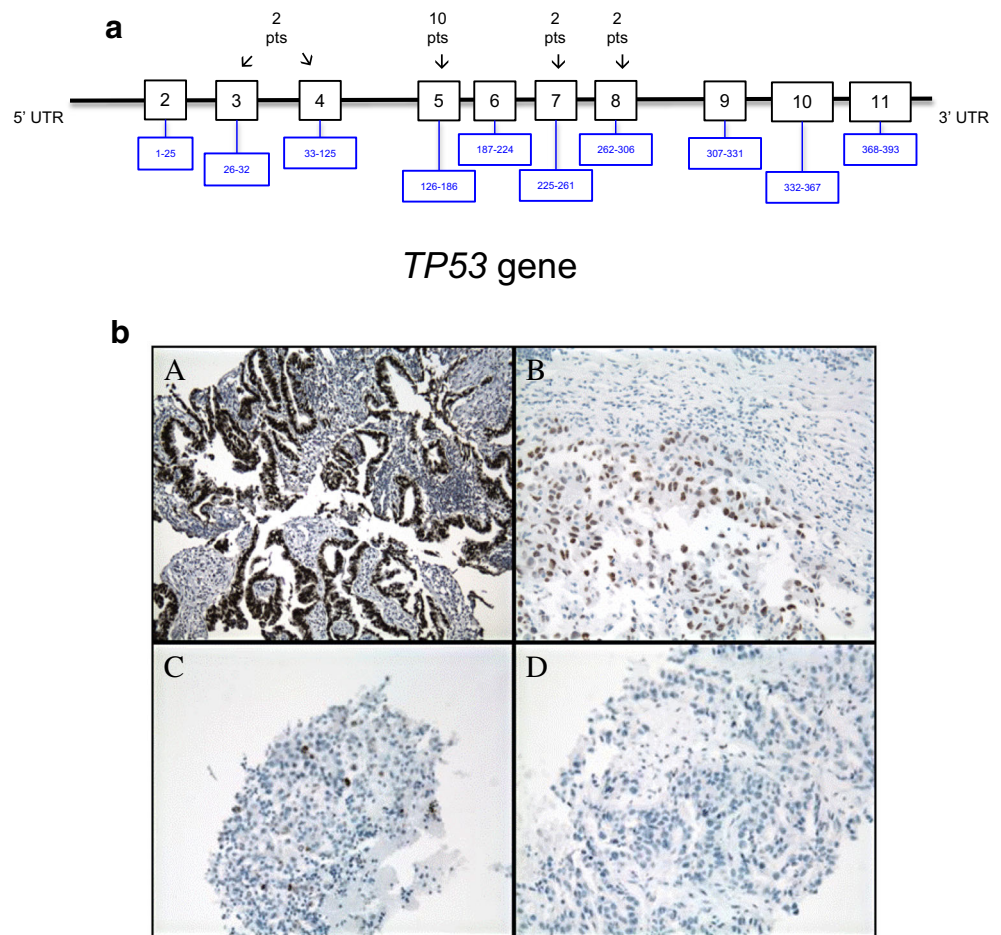 a
2 pts
10 pts
2 pts
2 pts
2 3 4 5 6 7 8 9 10 11
5’ UTR
3’ UTR
1-25
26-32
33-125
126-186
187-224
225-261
262-306
307-331
332-367
368-393
TP53 gene
b
A
B
C
D